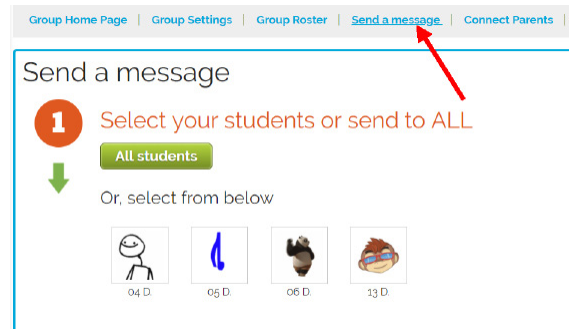 Group Home Page | Group Settings | Group Roster | Send a message | Connect Parents |
Send a message
1 Select your students or send to ALL
All students
Or, select from below
04 D. 05 D. 06 D. 13 D.